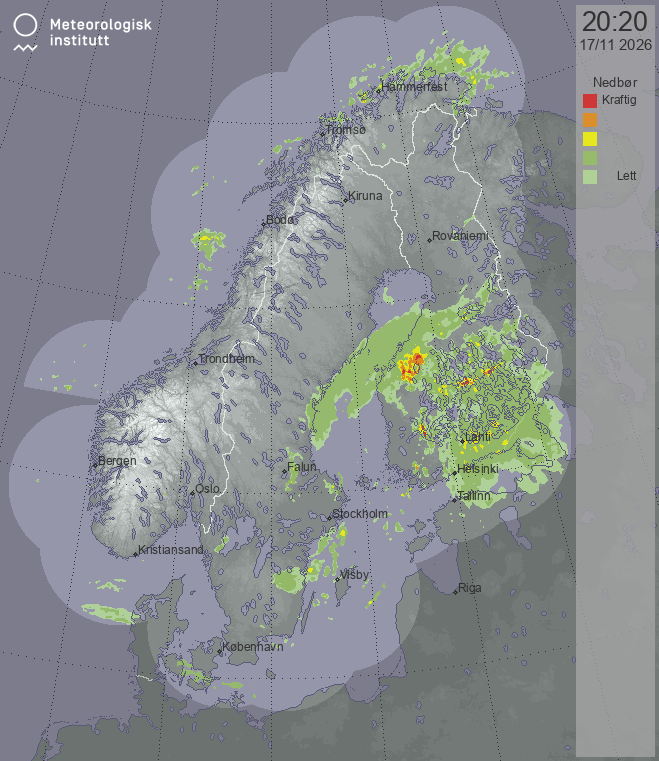 Meteorologisk
institutt
20:20
17/11 2026
Nedbør
Kraftig
Lett
Hammerfest
Tromsø
Kiruna
Bodø
Rovaniemi
Trondheim
Lahti
Bergen
Falun
Helsinki
Oslo
Tallinn
Stockholm
Kristiansand
Visby
Riga
København